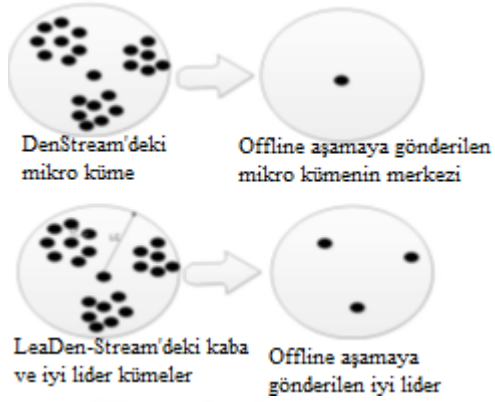 DenStream'deki
mikro küme
Offline aşamaya gönderilen
mikro kümenin merkezi
LeaDen-Stream'deki kaba
ve iyi lider kümeler
Offline aşamaya
gönderilen iyi lider